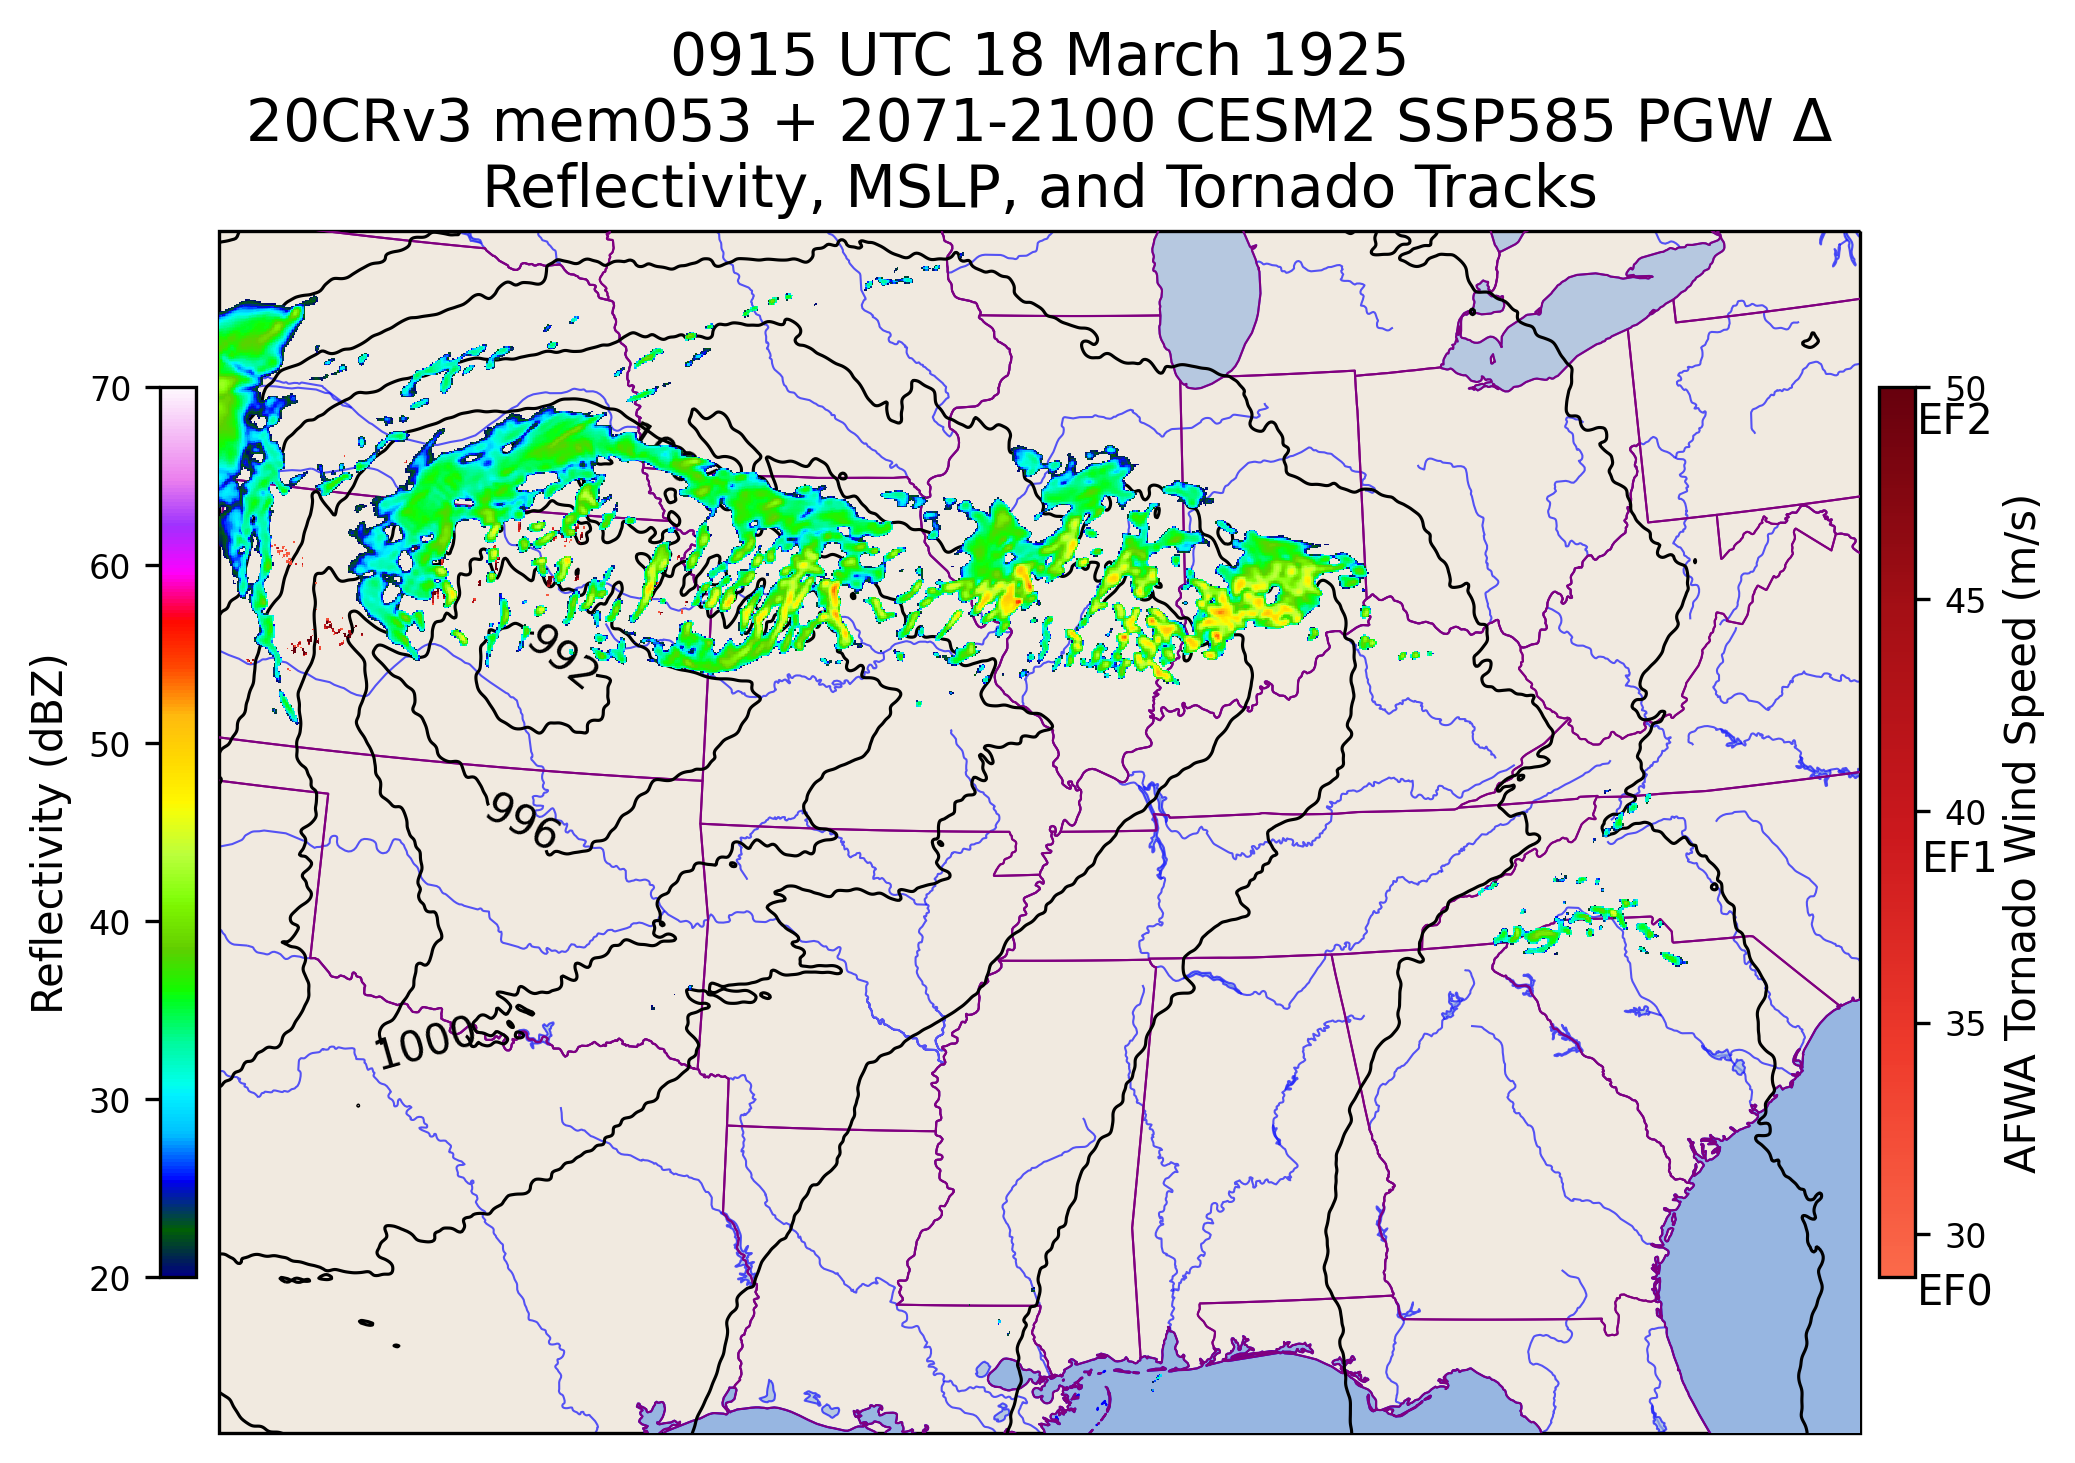 0915 UTC 18 March 1925
20CRv3 mem053 + 2071-2100 CESM2 SSP585 PGW Δ
Reflectivity, MSLP, and Tornado Tracks
Reflectivity (dBZ)
70
60
50
40
30
20
992
996
1000
50
EF2
45
40
EF1
35
30
EF0
AFWA Tornado Wind Speed (m/s)